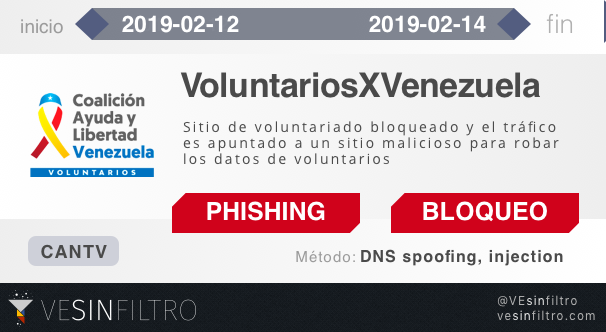 inicio 2019-02-12 2019-02-14 fin
VoluntariosXVenezuela
Coalición
Ayuda y
Libertad
Venezuela
VOLUNTARIOS
Sitio de voluntariado bloqueado y el tráfico
es apuntado a un sitio malicioso para robar
los datos de voluntarios
PHISHING BLOQUEO
CANTV
Método: DNS spoofing, injection
VESINFILTRO
@VEsinfiltro
vesinfiltro.com